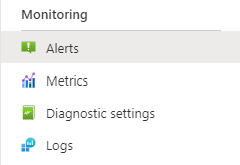 Monitoring
Alerts
Metrics
Diagnostic settings
Logs